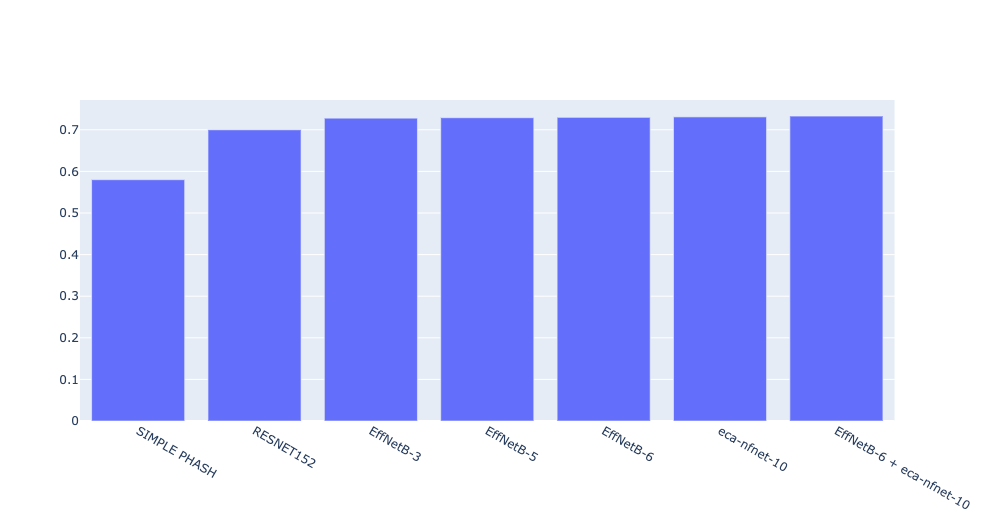 0.7
0.6
0.5
0.4
0.3
0.2
0.1
0
SIMPLE PHASH
RESNET152
EffNetB-3
EffNetB-5
EffNetB-6
eca-nfnet-10
EffNetB-6 + eca-nfnet-10